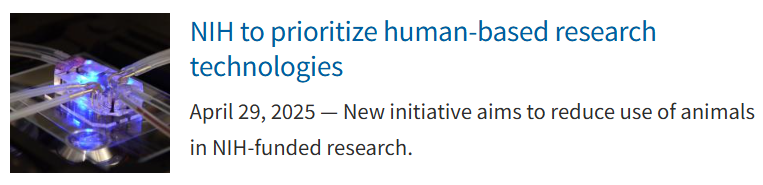 NIH to prioritize human-based research
technologies
April 29, 2025 — New initiative aims to reduce use of animals
in NIH-funded research.